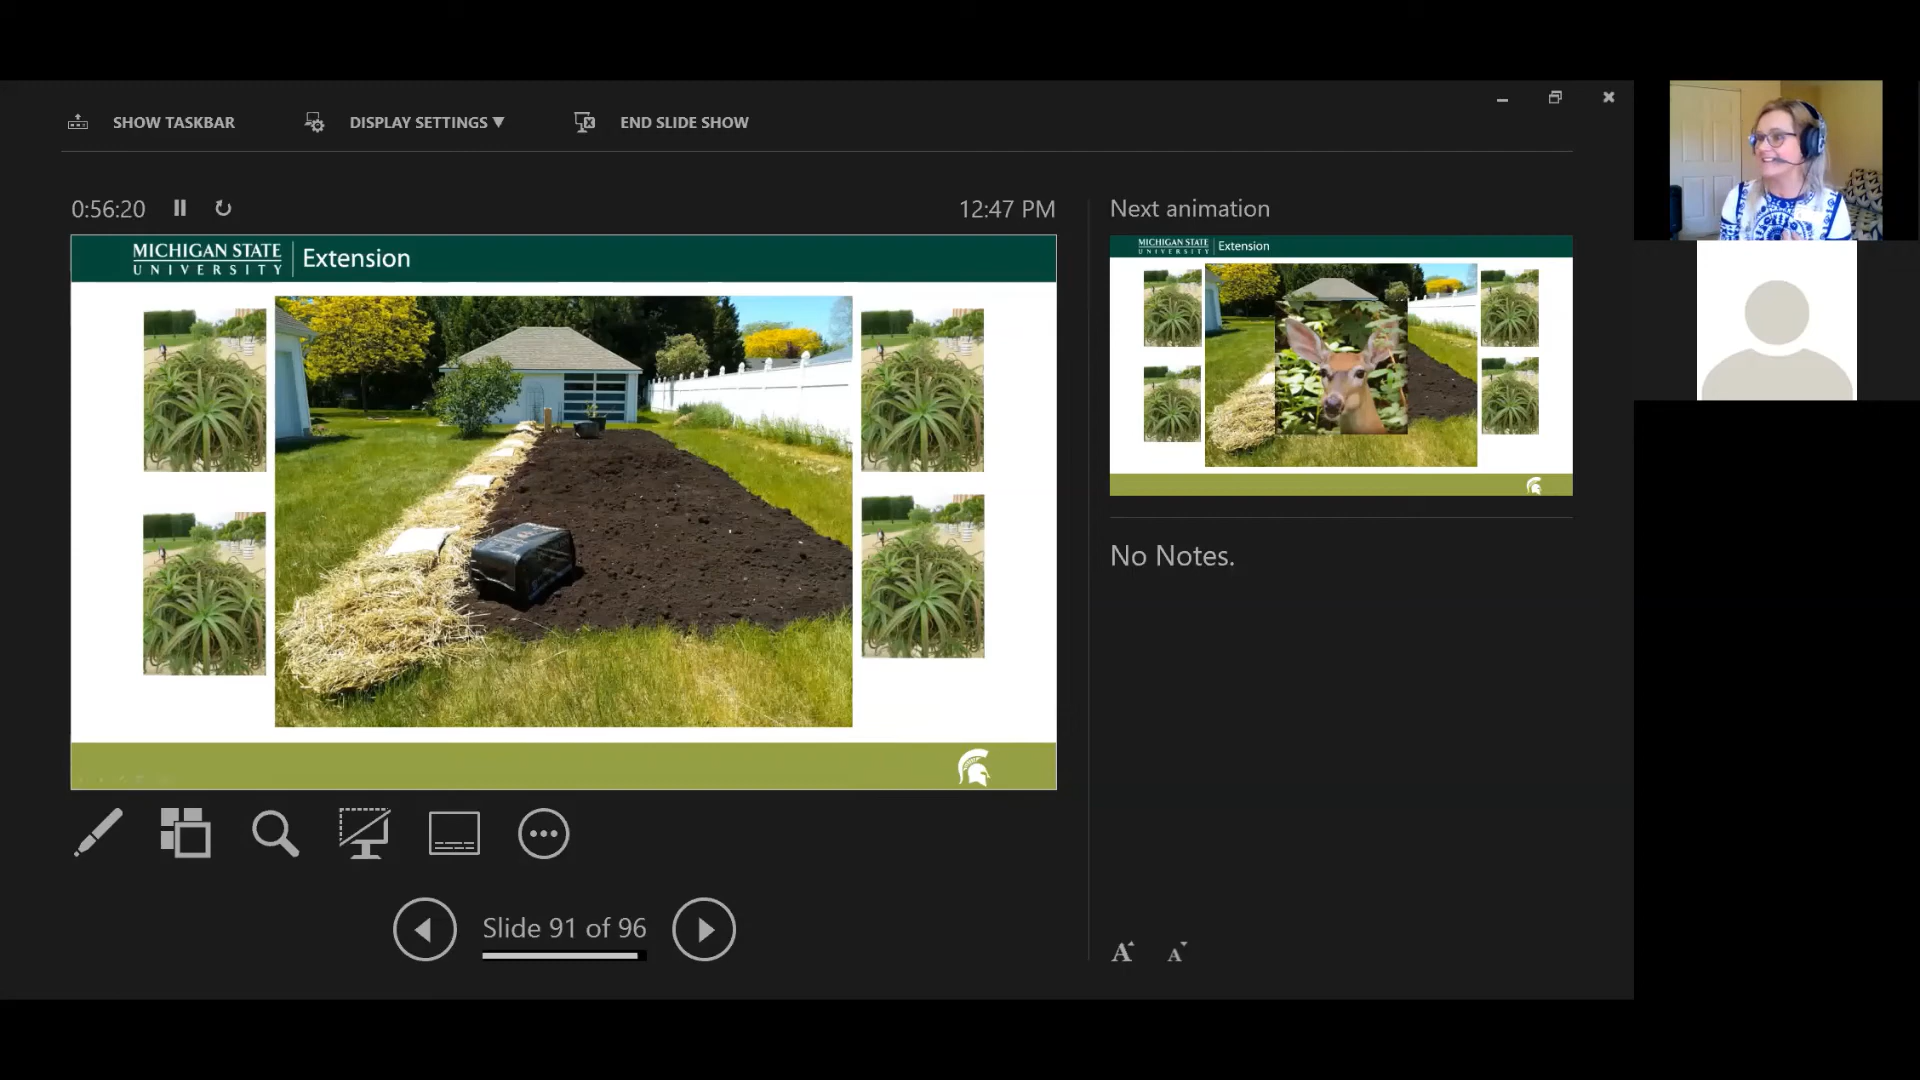 SHOW TASKBAR
DISPLAY SETTINGS ▼
END SLIDE SHOW
0:56:20
12:47 PM
MICHIGAN STATE
UNIVERSITY
Extension
Slide 91 of 96
Next animation
MICHIGAN STATE
UNIVERSITY
Extension
No Notes.
A
A